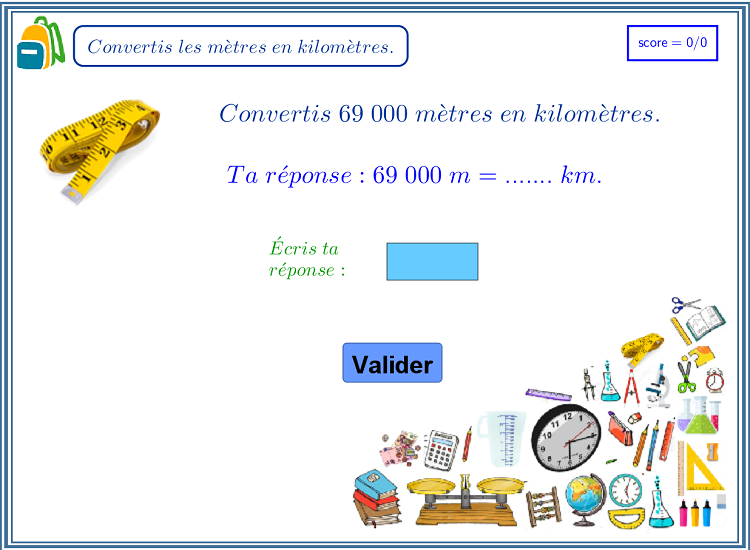 Convertis les mètres en kilomètres.
score = 0/0
Convertis 69 000 mètres en kilomètres.
Ta réponse : 69 000 m = ....... km.
Écris ta
réponse :
Valider